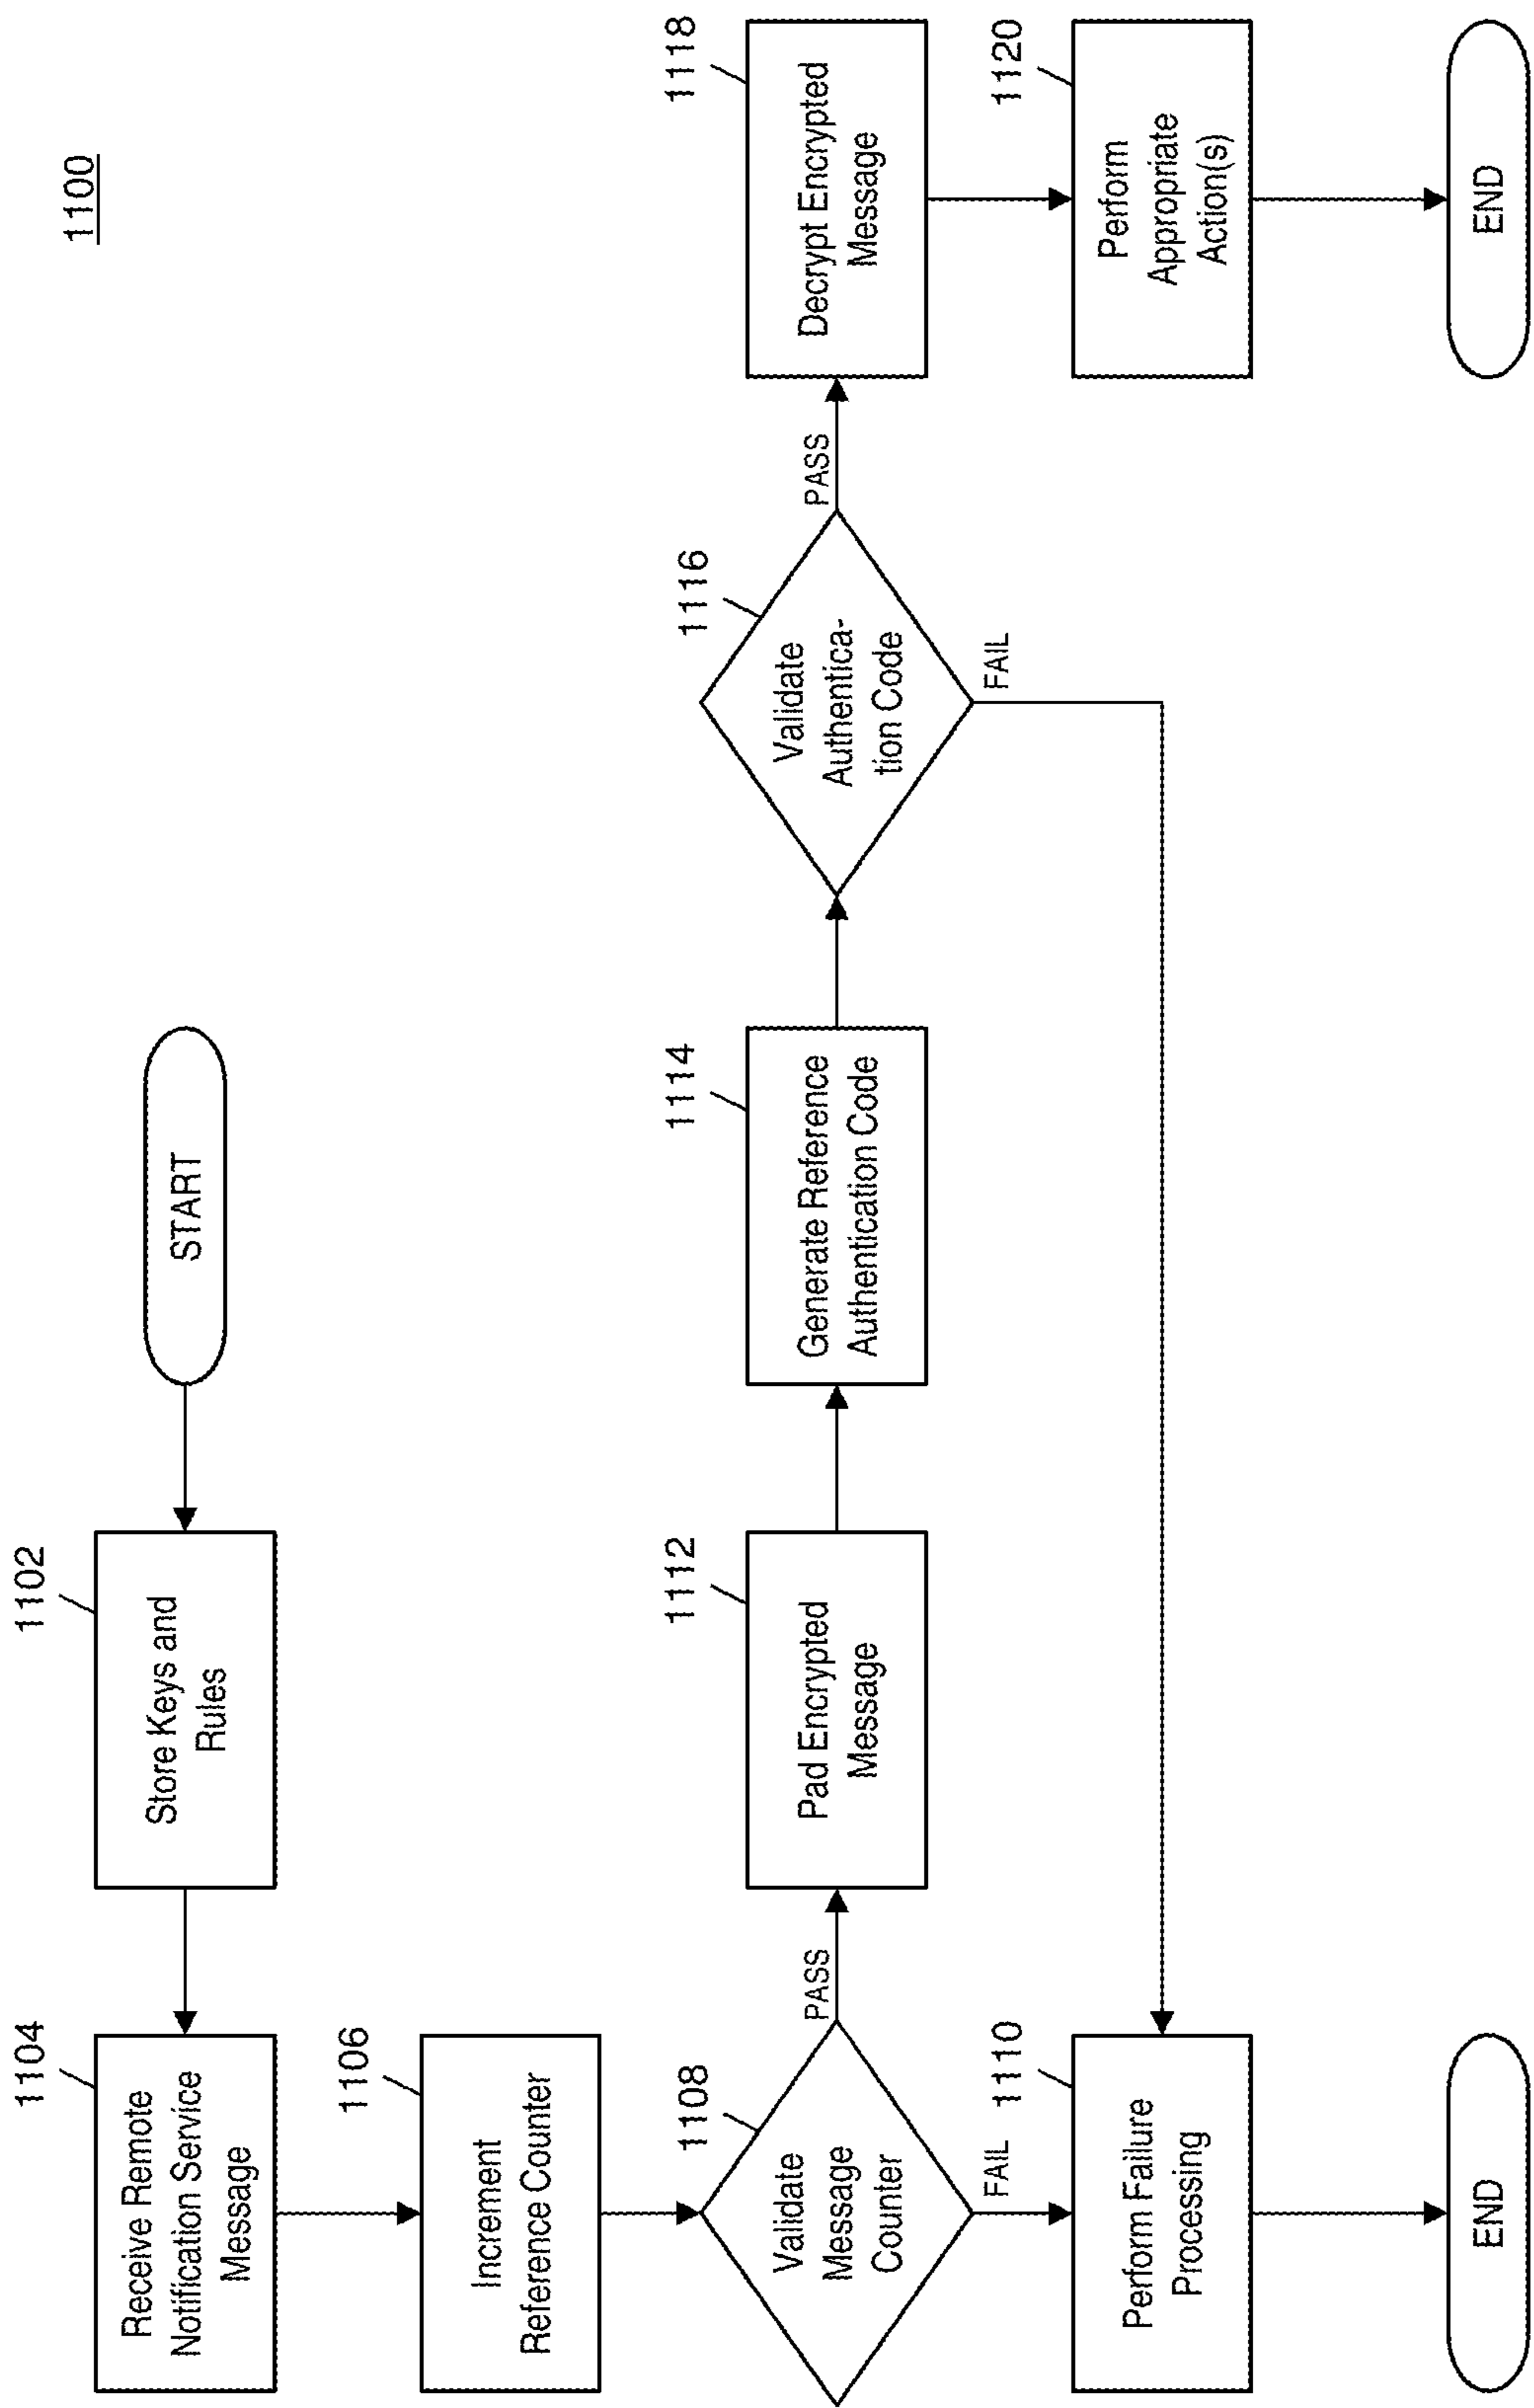 1100
START
1102
Store Keys and
Rules
1104
Receive Remote
Notification Service
Message
1106
Increment
Reference Counter
1108
Validate
Message
Counter
PASS
FAIL
1110
Perform Failure
Processing
END
1112
Pad Encrypted
Message
1114
Generate Reference
Authentication Code
1116
Validate
Authentica-
tion Code
PASS
FAIL
1118
Decrypt Encrypted
Message
1120
Perform
Appropriate
Action(s)
END